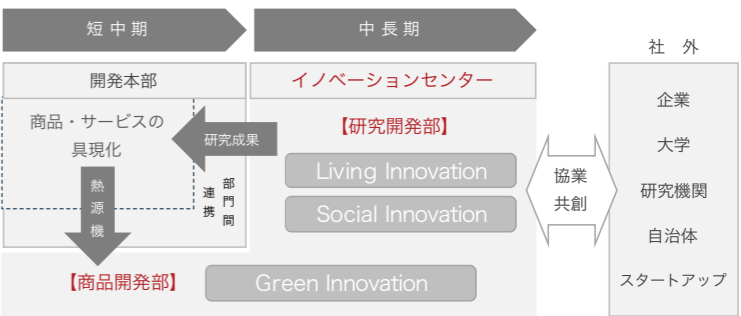 短中期
中長期
社 外
開発本部
イノベーションセンター
商品・サービスの
具現化
研究成果
【研究開発部】
Living Innovation
Social Innovation
部門間
連携
熱源機
協業
共創
企業
大学
研究機関
自治体
スタートアップ
【商品開発部】
Green Innovation